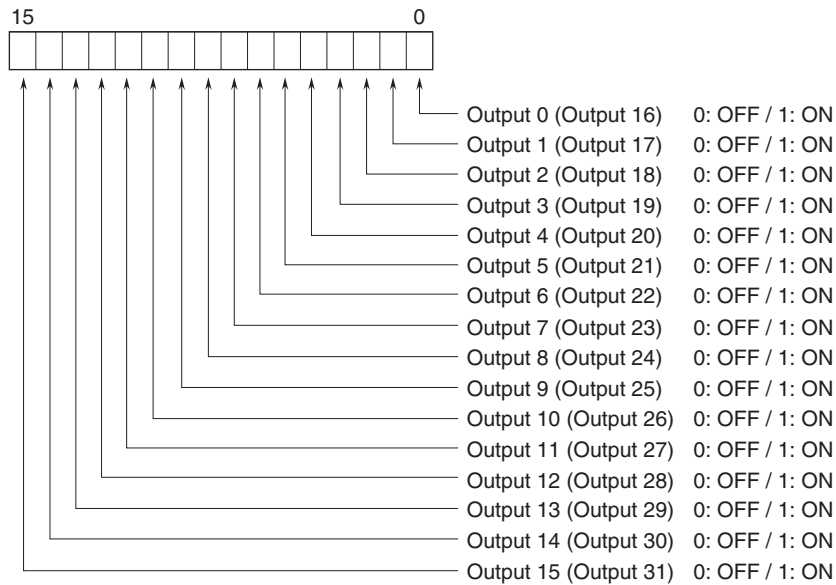 15 0
Output 0 (Output 16) 0: OFF / 1: ON
Output 1 (Output 17) 0: OFF / 1: ON
Output 2 (Output 18) 0: OFF / 1: ON
Output 3 (Output 19) 0: OFF / 1: ON
Output 4 (Output 20) 0: OFF / 1: ON
Output 5 (Output 21) 0: OFF / 1: ON
Output 6 (Output 22) 0: OFF / 1: ON
Output 7 (Output 23) 0: OFF / 1: ON
Output 8 (Output 24) 0: OFF / 1: ON
Output 9 (Output 25) 0: OFF / 1: ON
Output 10 (Output 26) 0: OFF / 1: ON
Output 11 (Output 27) 0: OFF / 1: ON
Output 12 (Output 28) 0: OFF / 1: ON
Output 13 (Output 29) 0: OFF / 1: ON
Output 14 (Output 30) 0: OFF / 1: ON
Output 15 (Output 31) 0: OFF / 1: ON